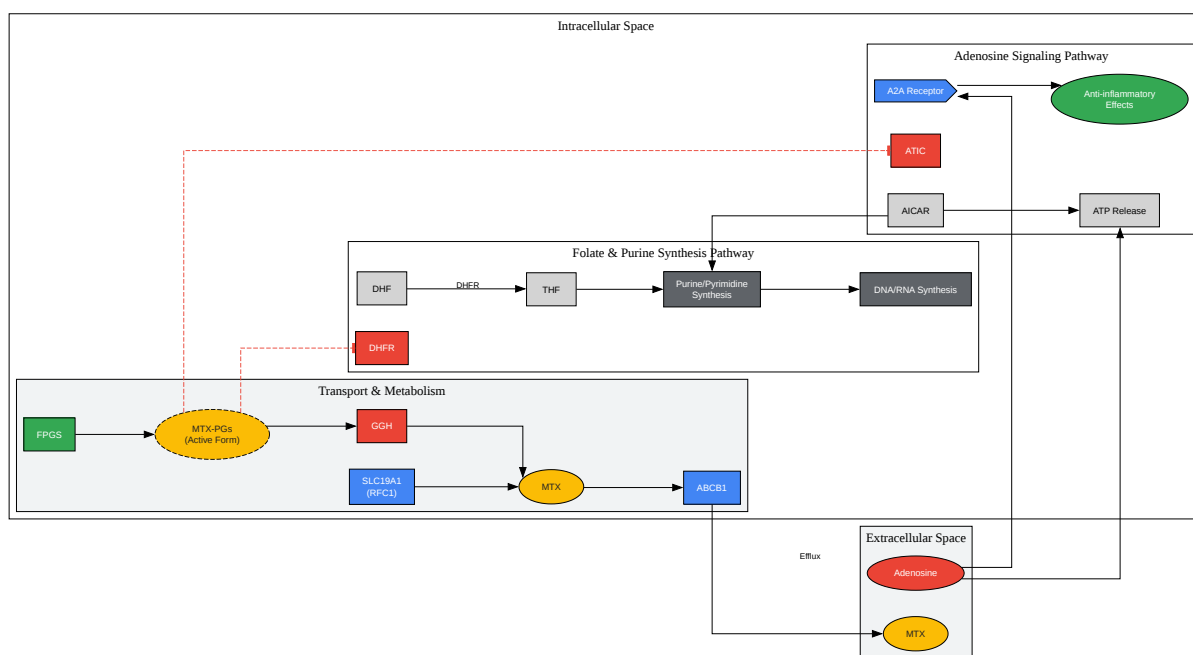 Intracellular Space
Adenosine Signaling Pathway
A2A Receptor
Anti-inflammatory
Effects
ATIC
AICAR
ATP Release
Folate & Purine Synthesis Pathway
DHF
DHFR
THF
Purine/Pyrimidine
Synthesis
DNA/RNA Synthesis
DHFR
Transport & Metabolism
FPGS
MTX-PGs
(Active Form)
GGH
SLC19A1
(RFC1)
MTX
ABCB1
Extracellular Space
Efflux
Adenosine
MTX